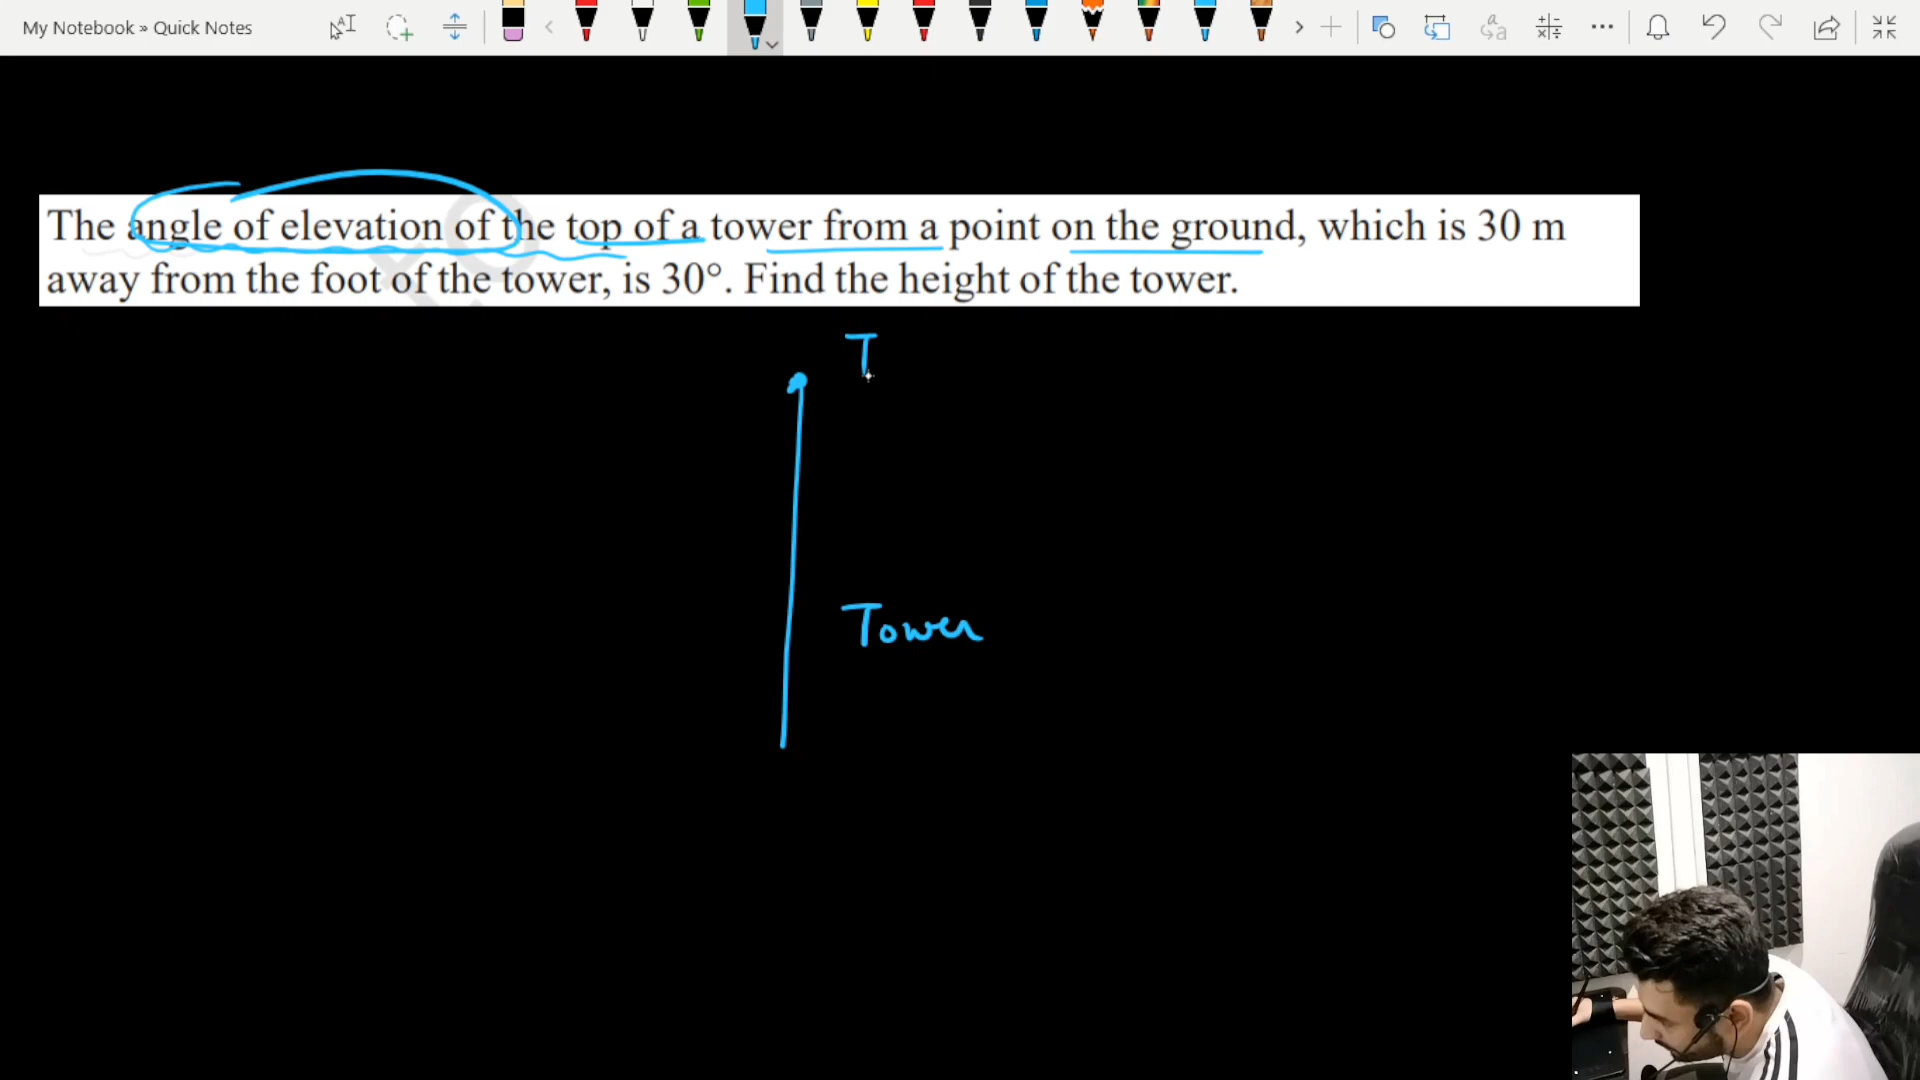 My Notebook » Quick Notes
The angle of elevation of the top of a tower from a point on the ground, which is 30 m
away from the foot of the tower, is 30°. Find the height of the tower.
T
Tower